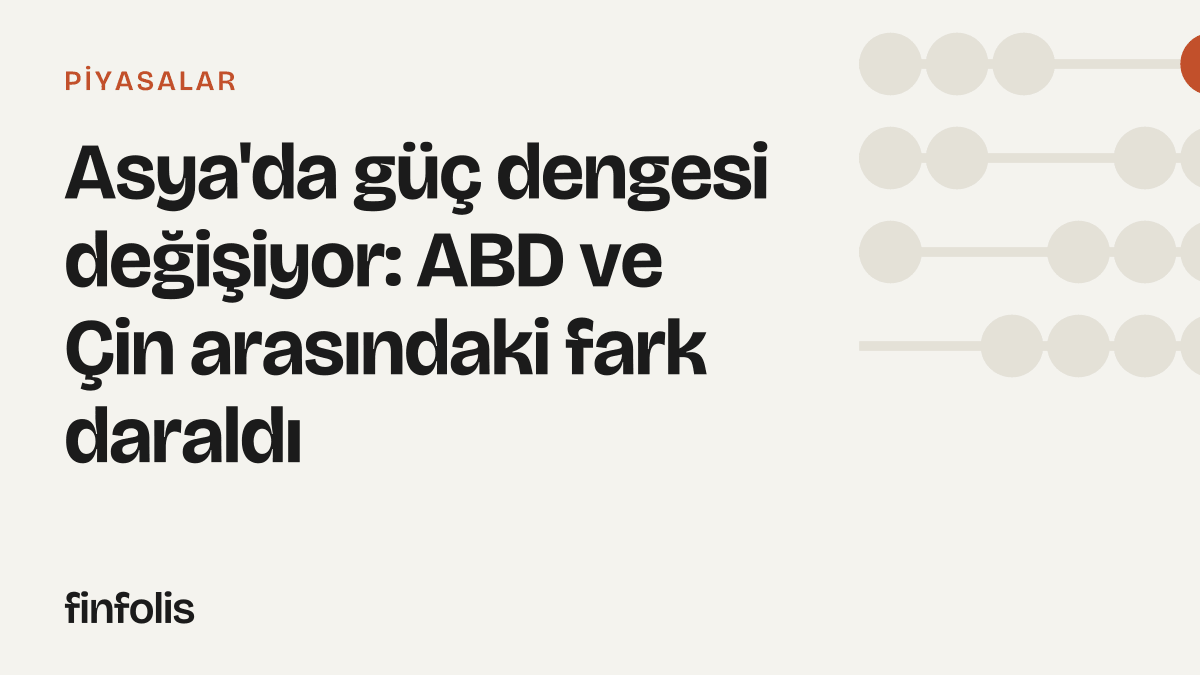 PİYASALAR
Asya'da güç dengesi
değişiyor: ABD ve
Çin arasındaki fark
daraldı
finfolis